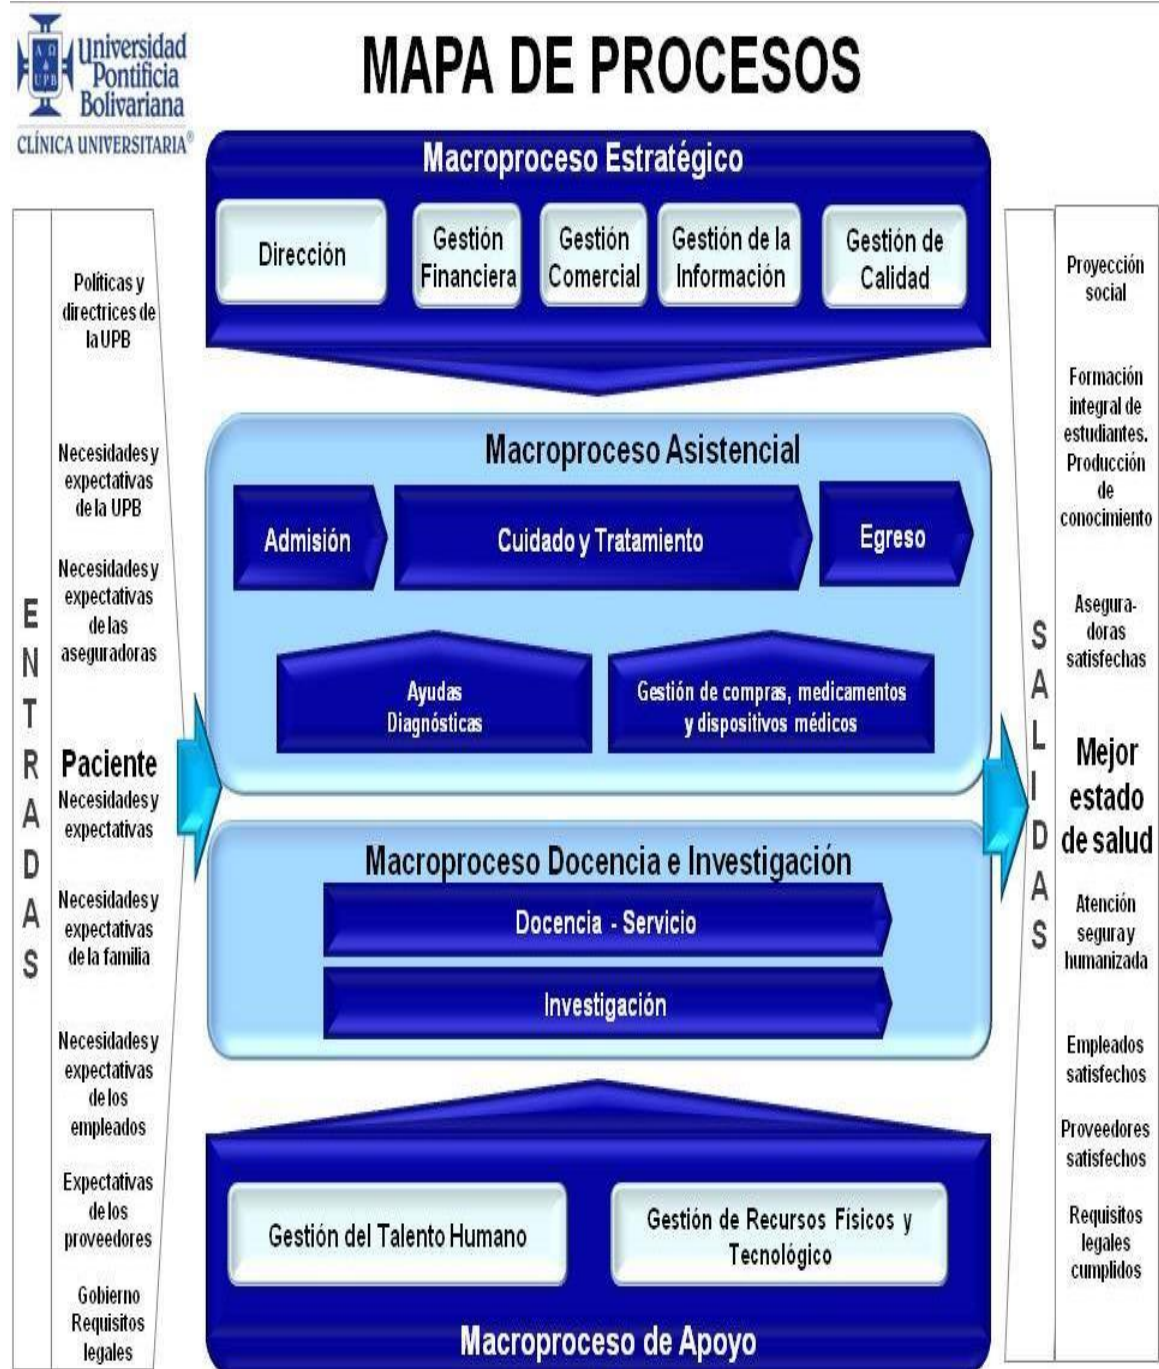 Universidad
Pontificia
Bolivariana
CLÍNICA UNIVERSITARIA®
A Ω
UPB
MAPA DE PROCESOS
Macroproceso Estratégico
Dirección
Gestión
Financiera
Gestión
Comercial
Gestión de la
Información
Gestión de
Calidad
ENTRADAS
Políticas y
directrices de
la UPB
Necesidades y
expectativas
de la UPB
Necesidades y
expectativas
de las
aseguradoras
Paciente
Necesidades y
expectativas
Necesidades y
expectativas
de la familia
Necesidades y
expectativas
de los
empleados
Expectativas
de los
proveedores
Gobierno
Requisitos
legales
Macroproceso Asistencial
Admisión
Cuidado y Tratamiento
Egreso
Ayudas
Diagnósticas
Gestión de compras, medicamentos
y dispositivos médicos
Macroproceso Docencia e Investigación
Docencia - Servicio
Investigación
Gestión del Talento Humano
Gestión de Recursos Físicos y
Tecnológico
Macroproceso de Apoyo
SALIDAS
Proyección
social
Formación
integral de
estudiantes.
Producción
de
conocimiento
Asegura-
doras
satisfechas
Mejor
estado
de salud
Atención
segura y
humanizada
Empleados
satisfechos
Proveedores
satisfechos
Requisitos
legales
cumplidos